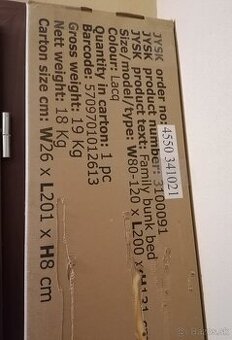 JYSK order no: 4550 341021
JYSK product number: 3100091
JYSK product text: Family bunk bed
Size/model/type: W80-120 x L200 x H131 c
Colour: Lacq
Quantity in carton: 1 pc
Barcode: 5709701012613
Gross weight: 19 Kg
Nett weight: 18 Kg
Carton size cm: W26 x L201 x H8 cm